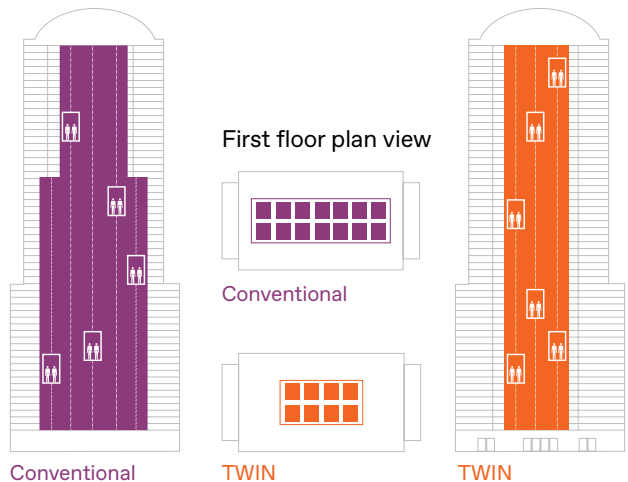 First floor plan view
Conventional
TWIN
Conventional
TWIN